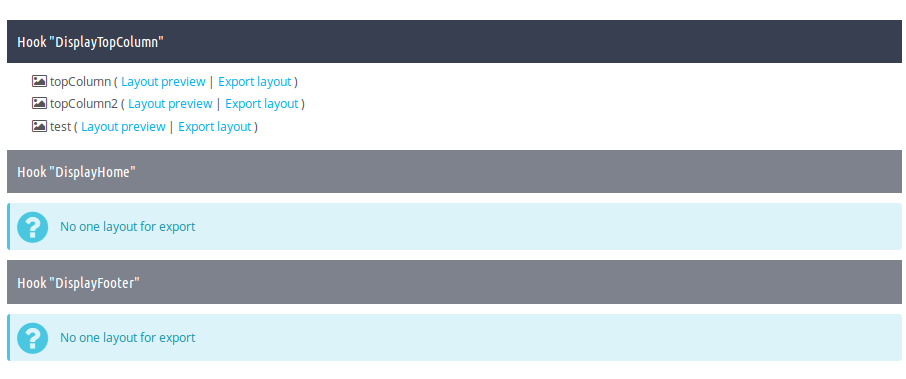 Hook "DisplayTopColumn"
topColumn ( Layout preview | Export layout )
topColumn2 ( Layout preview | Export layout )
test ( Layout preview | Export layout )
Hook "DisplayHome"
? No one layout for export
Hook "DisplayFooter"
? No one layout for export